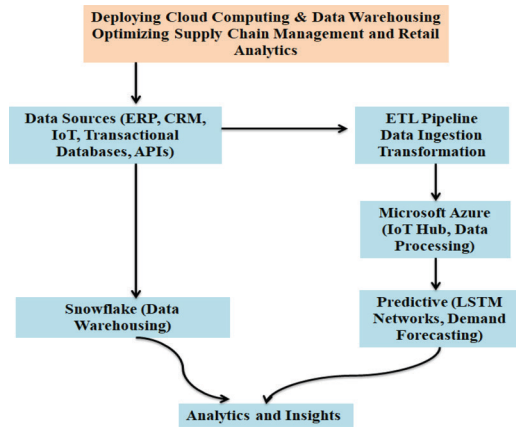 Deploying Cloud Computing & Data Warehousing
Optimizing Supply Chain Management and Retail
Analytics
Data Sources (ERP, CRM,
IoT, Transactional
Databases, APIs)
ETL Pipeline
Data Ingestion
Transformation
Microsoft Azure
(IoT Hub, Data
Processing)
Snowflake (Data
Warehousing)
Predictive (LSTM
Networks, Demand
Forecasting)
Analytics and Insights